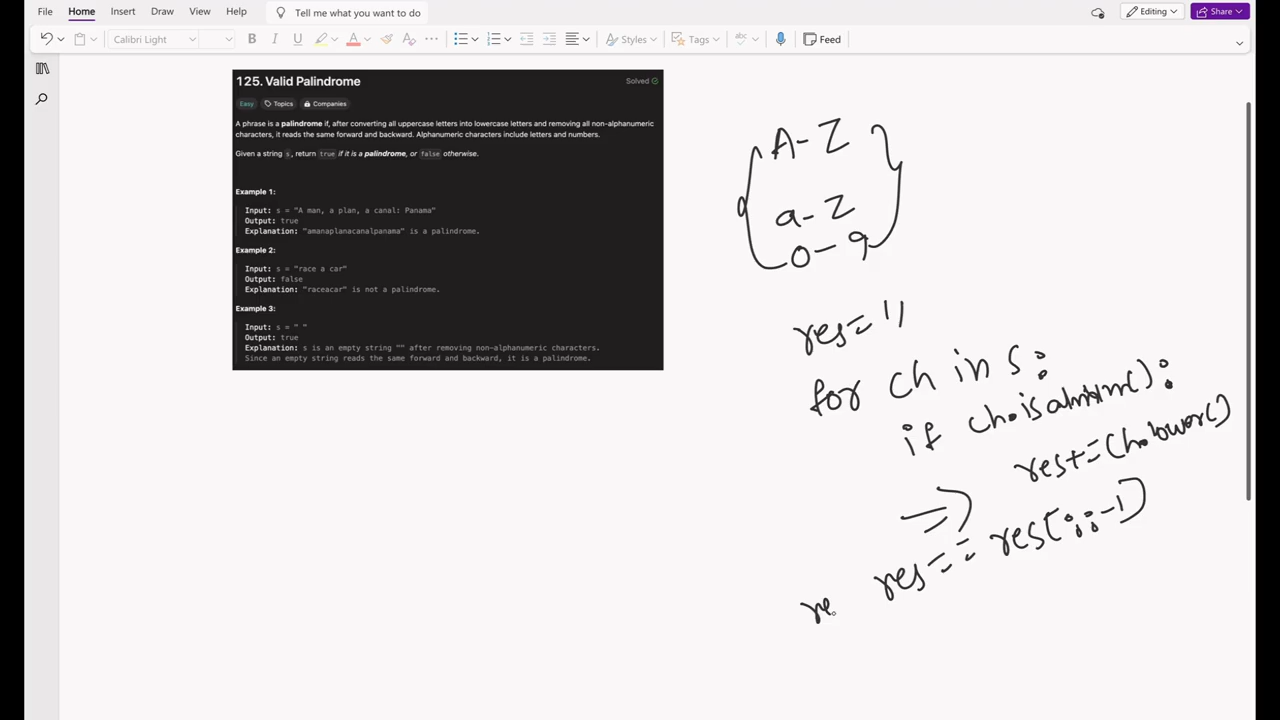 File Home Insert Draw View Help Tell me what you want to do Editing Share
Calibri Light B I U A Styles Tags abc Feed
125. Valid Palindrome Solved
Easy Topics Companies
A phrase is a palindrome if, after converting all uppercase letters into lowercase letters and removing all non-alphanumeric
characters, it reads the same forward and backward. Alphanumeric characters include letters and numbers.
Given a string s, return true if it is a palindrome, or false otherwise.
Example 1:
Input: s = "A man, a plan, a canal: Panama"
Output: true
Explanation: "amanaplanacanalpanama" is a palindrome.
Example 2:
Input: s = "race a car"
Output: false
Explanation: "raceacar" is not a palindrome.
Example 3:
Input: s = " "
Output: true
Explanation: s is an empty string "" after removing non-alphanumeric characters.
Since an empty string reads the same forward and backward, it is a palindrome.
A-Z
a-z
0-9
res = ''
for ch in s:
if ch.isalnum():
res+=ch.lower()
=>
res == res[::-1]
re